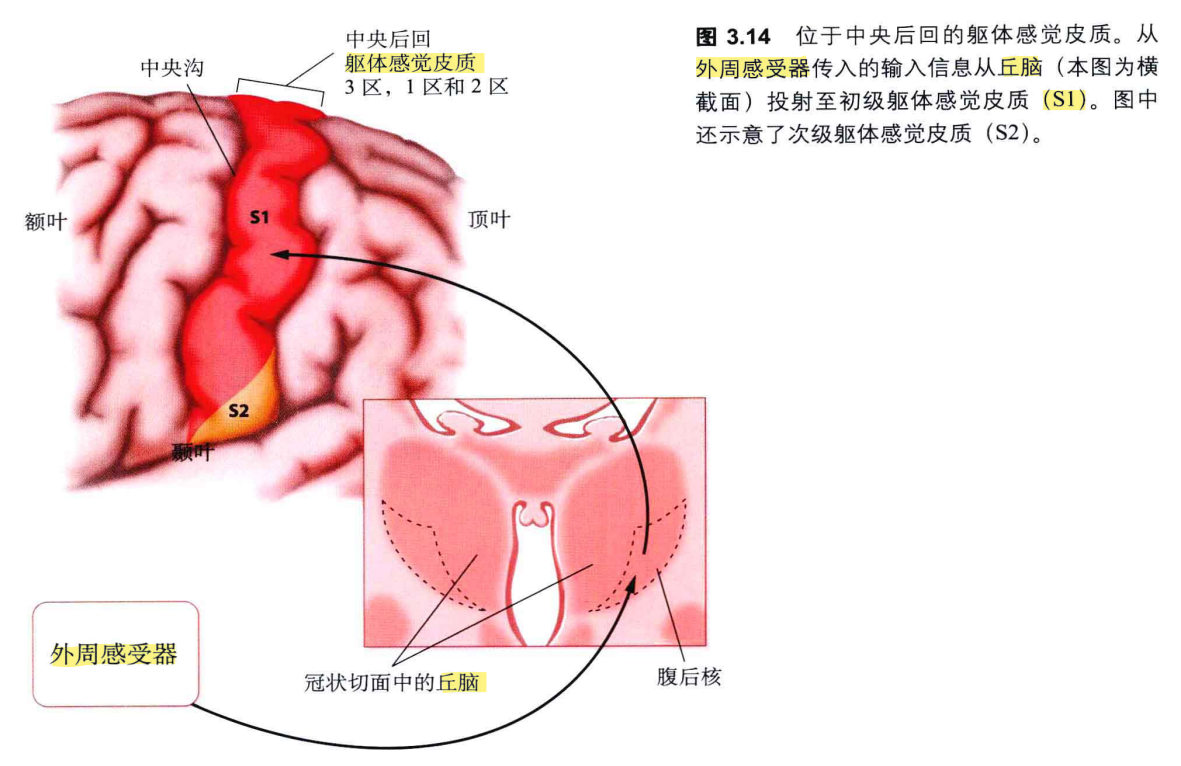 中央后回
躯体感觉皮质
3 区，1 区和 2 区
中央沟
额叶
S1
顶叶
S2
颞叶
外周感受器
冠状切面中的丘脑
腹后核
图 3.14 位于中央后回的躯体感觉皮质。从
外周感受器传入的输入信息从丘脑（本图为横
截面）投射至初级躯体感觉皮质（S1）。图中
还示意了次级躯体感觉皮质（S2）。